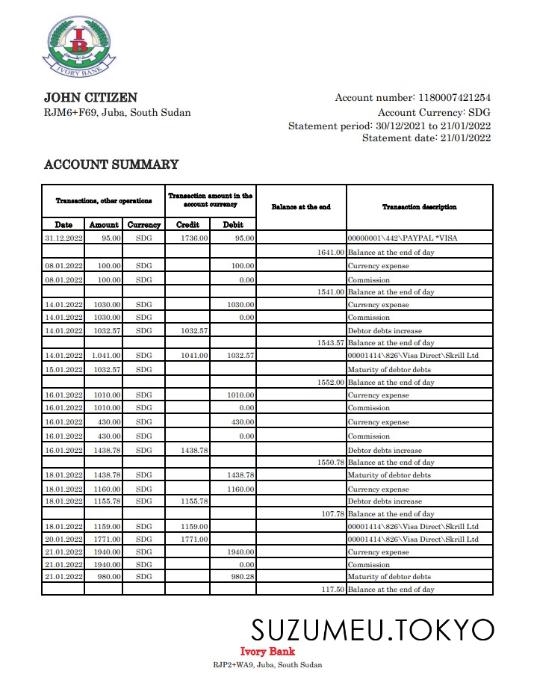 IB
IVORY BANK
JOHN CITIZEN
RJM6+F69, Juba, South Sudan
Account number: 1180007421254
Account Currency: SDG
Statement period: 30/12/2021 to 21/01/2022
Statement date: 21/01/2022
ACCOUNT SUMMARY
Transactions, other operations Transaction amount in the account currency Balance at the end Transaction description
Date Amount Currency Credit Debit
31.12.2022 95.00 SDG 1736.00 95.00 00000001\442\PAYPAL *VISA
1641.00 Balance at the end of day
08.01.2022 100.00 SDG 100.00 Currency expense
08.01.2022 100.00 SDG 0.00 Commission
1541.00 Balance at the end of day
14.01.2022 1030.00 SDG 1030.00 Currency expense
14.01.2022 1030.00 SDG 0.00 Commission
14.01.2022 1032.57 SDG 1032.57 Debtor debts increase
1543.57 Balance at the end of day
14.01.2022 1.041.00 SDG 1041.00 1032.57 00001414\826\Visa Direct\Skrill Ltd
15.01.2022 1032.57 SDG Maturity of debtor debts
1552.00 Balance at the end of day
16.01.2022 1010.00 SDG 1010.00 Currency expense
16.01.2022 1010.00 SDG 0.00 Commission
16.01.2022 430.00 SDG 430.00 Currency expense
16.01.2022 430.00 SDG 0.00 Commission
16.01.2022 1438.78 SDG 1438.78 Debtor debts increase
1550.78 Balance at the end of day
18.01.2022 1438.78 SDG 1438.78 Maturity of debtor debts
18.01.2022 1160.00 SDG 1160.00 Currency expense
18.01.2022 1155.78 SDG 1155.78 Debtor debts increase
107.78 Balance at the end of day
18.01.2022 1159.00 SDG 1159.00 00001414\826\Visa Direct\Skrill Ltd
20.01.2022 1771.00 SDG 1771.00 00001414\826\Visa Direct\Skrill Ltd
21.01.2022 1940.00 SDG 1940.00 Currency expense
21.01.2022 1940.00 SDG 0.00 Commission
21.01.2022 980.00 SDG 980.28 Maturity of debtor debts
117.50 Balance at the end of day
SUZUMEU.TOKYO
Ivory Bank
RJP2+WA9, Juba, South Sudan